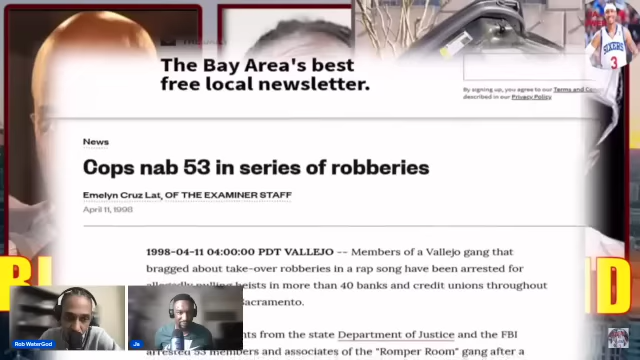 The Bay Area's best
free local newsletter.
By signing up, you agree to our Terms and
described in our Privacy Policy
SIXERS
3
News
Cops nab 53 in series of robberies
Emelyn Cruz Lat, OF THE EXAMINER STAFF
April 11, 1998
1998-04-11 04:00:00 PDT VALLEJO -- Members of a Vallejo gang that
bragged about take-over robberies in a rap song have been arrested for
heists in more than 40 banks and credit unions throughout
Sacramento.
from the state Department of Justice and the FBI
arrested 53 members and associates of the "Romper Room" gang after a
Rob WaterGod
Ja